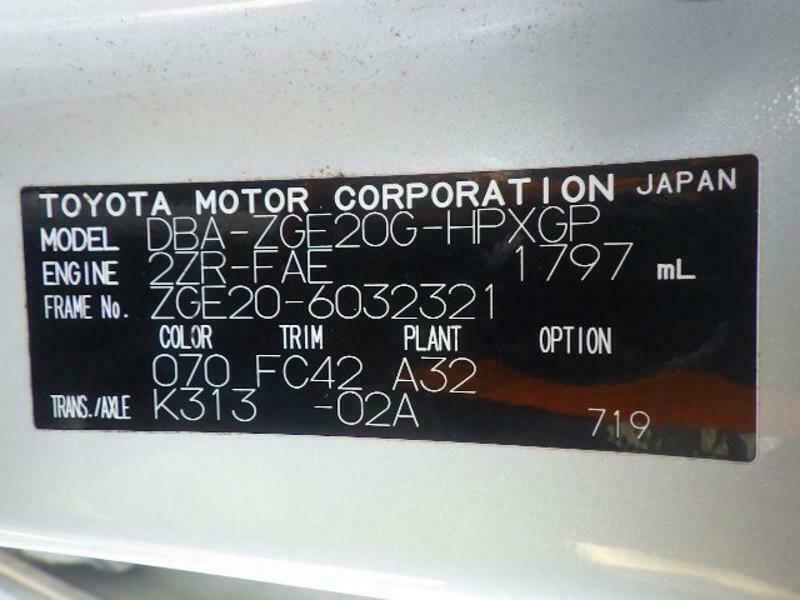 TOYOTA MOTOR CORPORATION JAPAN
MODEL DBA-ZGE20G-HPXGP
ENGINE 2ZR-FAE 1797 mL
FRAME No. ZGE20-6032321
COLOR TRIM PLANT OPTION
070 FC42 A32
TRANS./AXLE K313 -02A 719